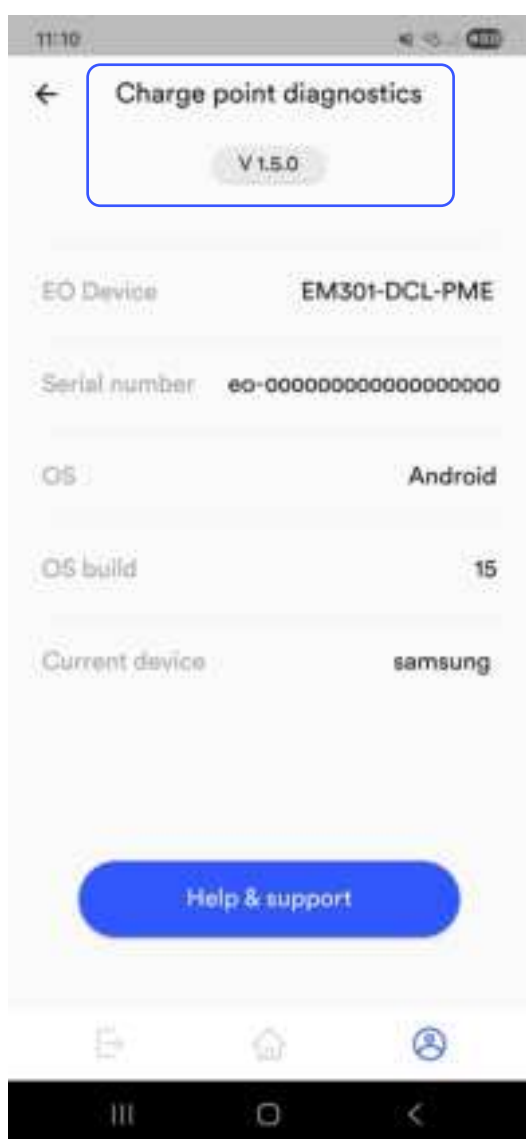 11:10
Charge point diagnostics
V 1.5.0
EO Device EM301-DCL-PME
Serial number eo-000000000000000000
OS Android
OS build 15
Current device samsung
Help & support